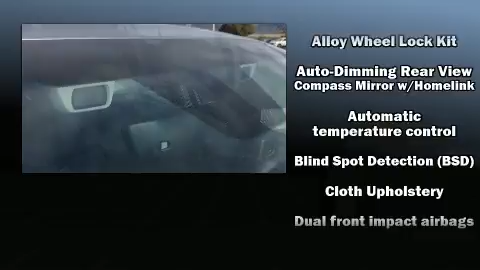 Alloy Wheel Lock Kit
Auto-Dimming Rear View
Compass Mirror w/Homelink
Automatic
temperature control
Blind Spot Detection (BSD)
Cloth Upholstery
Dual front impact airbags